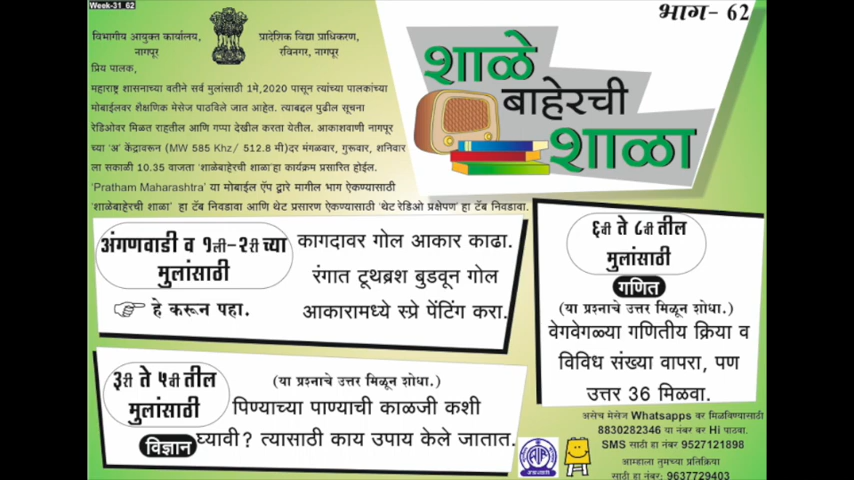 Week-31_62
भाग- 62
विभागीय आयुक्त कार्यालय,
नागपूर
प्रादेशिक विद्या प्राधिकरण,
रविनगर, नागपूर
प्रिय पालक,
महाराष्ट्र शासनाच्या वतीने सर्व मुलांसाठी 1मे,2020 पासून त्यांच्या पालकांच्या
मोबाईलवर शैक्षणिक मेसेज पाठविले जात आहेत. त्याबद्दल पुढील सूचना
रेडिओवर मिळत राहतील आणि गप्पा देखील करता येतील. आकाशवाणी नागपूर
च्या 'अ' केंद्रावरून (MW 585 Khz/ 512.8 मी)दर मंगळवार, गुरूवार, शनिवार
ला सकाळी 10.35 वाजता 'शाळेबाहेरची शाळा'हा कार्यक्रम प्रसारित होईल.
'Pratham Maharashtra' या मोबाईल ऍप द्वारे मागील भाग ऐकण्यासाठी
'शाळेबाहेरची शाळा' हा टॅब निवडावा आणि थेट प्रसारण ऐकण्यासाठी 'थेट रेडिओ प्रक्षेपण' हा टॅब निवडावा.
शाळे
बाहेरची
शाळा
अंगणवाडी व १ली-२री च्या
मुलांसाठी
हे करून पहा.
कागदावर गोल आकार काढा.
रंगात टूथब्रश बुडवून गोल
आकारामध्ये स्प्रे पेंटिंग करा.
३री ते ५वी तील
मुलांसाठी
विज्ञान
(या प्रश्नाचे उत्तर मिळून शोधा.)
पिण्याच्या पाण्याची काळजी कशी
घ्यावी? त्यासाठी काय उपाय केले जातात.
६वी ते ८वी तील
मुलांसाठी
गणित
(या प्रश्नाचे उत्तर मिळून शोधा.)
वेगवेगळ्या गणितीय क्रिया व
विविध संख्या वापरा, पण
उत्तर 36 मिळवा.
असेच मेसेज Whatsapps वर मिळविण्यासाठी
8830282346 या नंबर वर Hi पाठवा.
SMS साठी हा नंबर 9527121898
आम्हाला तुमच्या प्रतिक्रिया
साठी हा नंबर: 9637729403